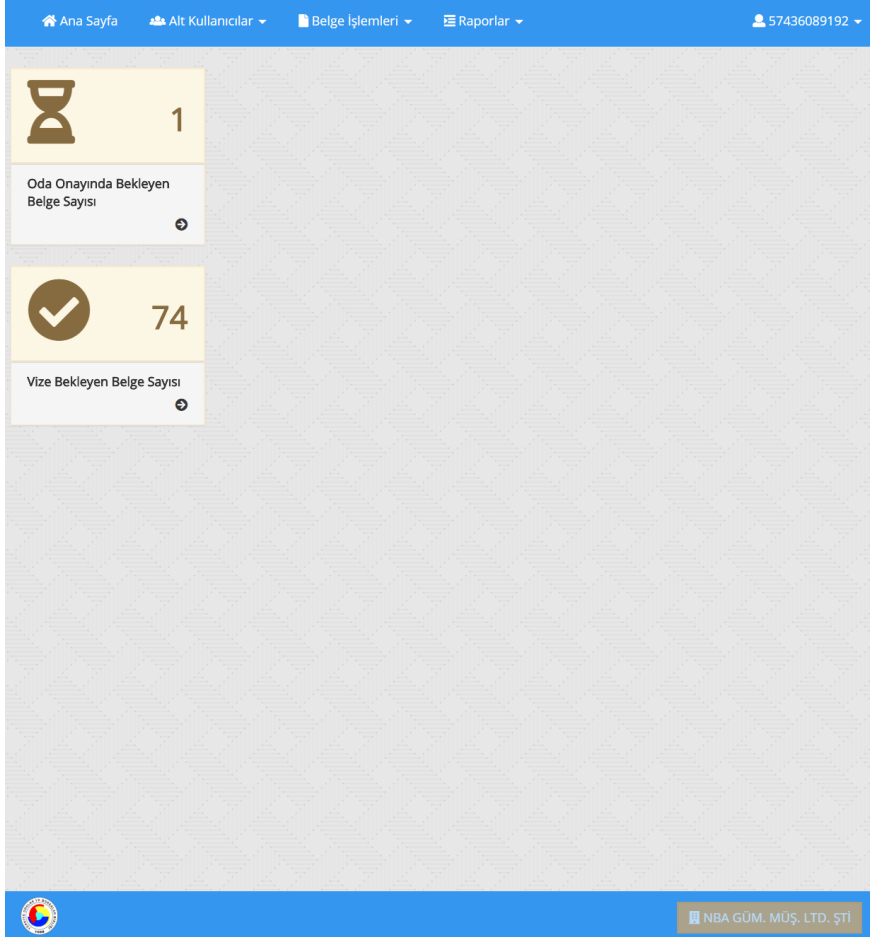 Ana Sayfa Alt Kullanıcılar Belge İşlemleri Raporlar 57436089192
1
Oda Onayında Bekleyen
Belge Sayısı
74
Vize Bekleyen Belge Sayısı
NBA GÜM. MÜŞ. LTD. ŞTİ